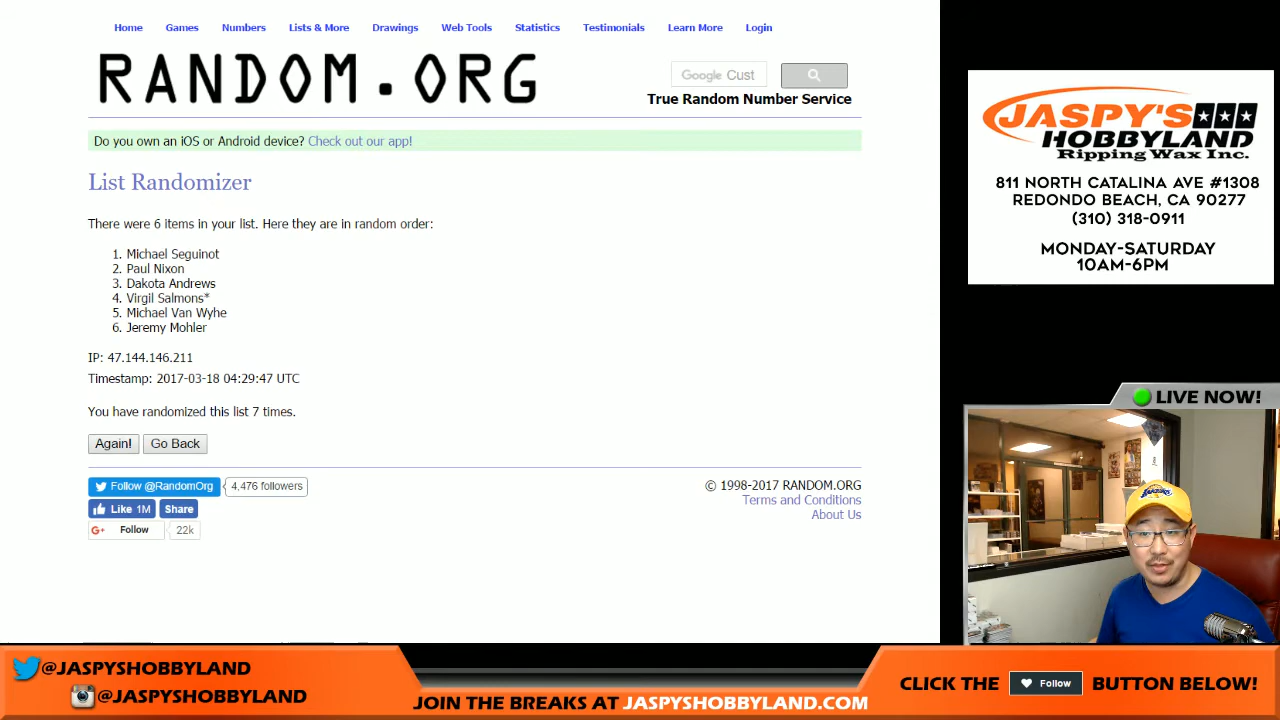 Home Games Numbers Lists & More Drawings Web Tools Statistics Testimonials Learn More Login
RANDOM.ORG
Google Cust
True Random Number Service
Do you own an iOS or Android device? Check out our app!
List Randomizer
There were 6 items in your list. Here they are in random order:
1. Michael Seguinot
2. Paul Nixon
3. Dakota Andrews
4. Virgil Salmons*
5. Michael Van Wyhe
6. Jeremy Mohler
IP: 47.144.146.211
Timestamp: 2017-03-18 04:29:47 UTC
You have randomized this list 7 times.
Again! Go Back
Follow @RandomOrg 4,476 followers
Like 1M Share
G+ Follow 22k
© 1998-2017 RANDOM.ORG
Terms and Conditions
About Us
JASPY'S
HOBBYLAND
Ripping Wax Inc.
811 NORTH CATALINA AVE #1308
REDONDO BEACH, CA 90277
(310) 318-0911
MONDAY-SATURDAY
10AM-6PM
LIVE NOW!
@JASPYSHOBBYLAND
@JASPYSHOBBYLAND
JOIN THE BREAKS AT JASPYSHOBBYLAND.COM
CLICK THE Follow BUTTON BELOW!